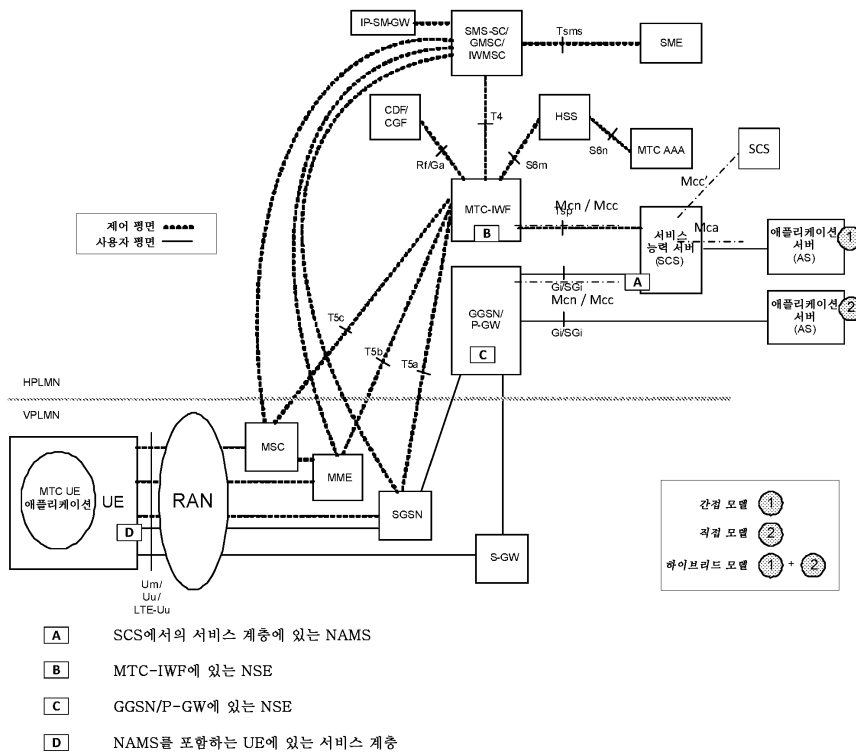 IP-SM-GW
SMS-SC/
GMSC/
IWMSC
Tsms
SME
CDF/
CGF
T4
HSS
Rf/Ga
S6m
S6n
MTC AAA
SCS
Mcc'
MTC-IWF
B
Mcn / Mcc
Tsp
서비스
능력 서버
(SCS)
Mca
애플리케이션
서버
(AS)
1
제어 평면
사용자 평면
A
Gi/SGi
Mcn / Mcc
GGSN/
P-GW
C
Gi/SGi
애플리케이션
서버
(AS)
2
T5c
T5b
T5a
HPLMN
VPLMN
MSC
MME
SGSN
S-GW
MTC UE
애플리케이션
UE
D
RAN
Um/
Uu/
LTE-Uu
간접 모델 1
직접 모델 2
하이브리드 모델 1 + 2
A SCS에서의 서비스 계층에 있는 NAMS
B MTC-IWF에 있는 NSE
C GGSN/P-GW에 있는 NSE
D NAMS를 포함하는 UE에 있는 서비스 계층